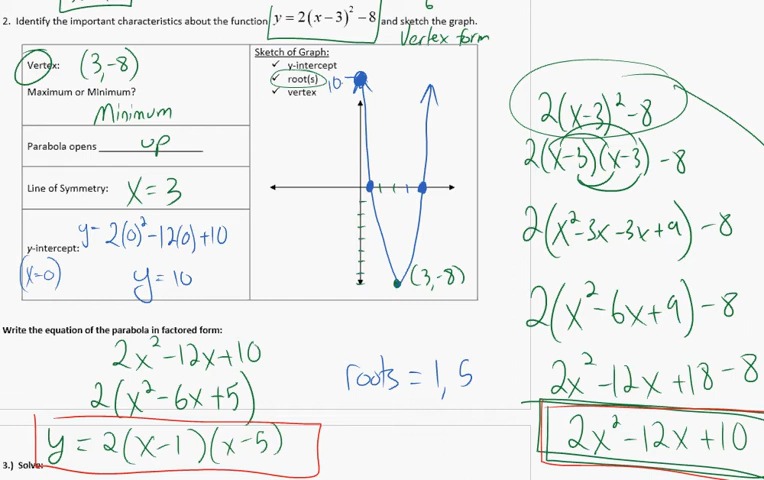 6
2. Identify the important characteristics about the function y = 2(x-3)² - 8 and sketch the graph.
Vertex form
Vertex: (3,-8)
Maximum or Minimum?
Minimum
Parabola opens up
Line of Symmetry: x = 3
y-intercept: y = 2(0)² - 12(0) + 10
(x=0) y = 10
Sketch of Graph:
✓ y-intercept
✓ root(s)
✓ vertex
10
(3,-8)
2(x-3)² - 8
2(x-3)(x-3) - 8
2(x² - 3x - 3x + 9) - 8
2(x² - 6x + 9) - 8
2x² - 12x + 18 - 8
2x² - 12x + 10
Write the equation of the parabola in factored form:
2x² - 12x + 10
2(x² - 6x + 5)
y = 2(x-1)(x-5)
roots = 1, 5
3.) Solve: